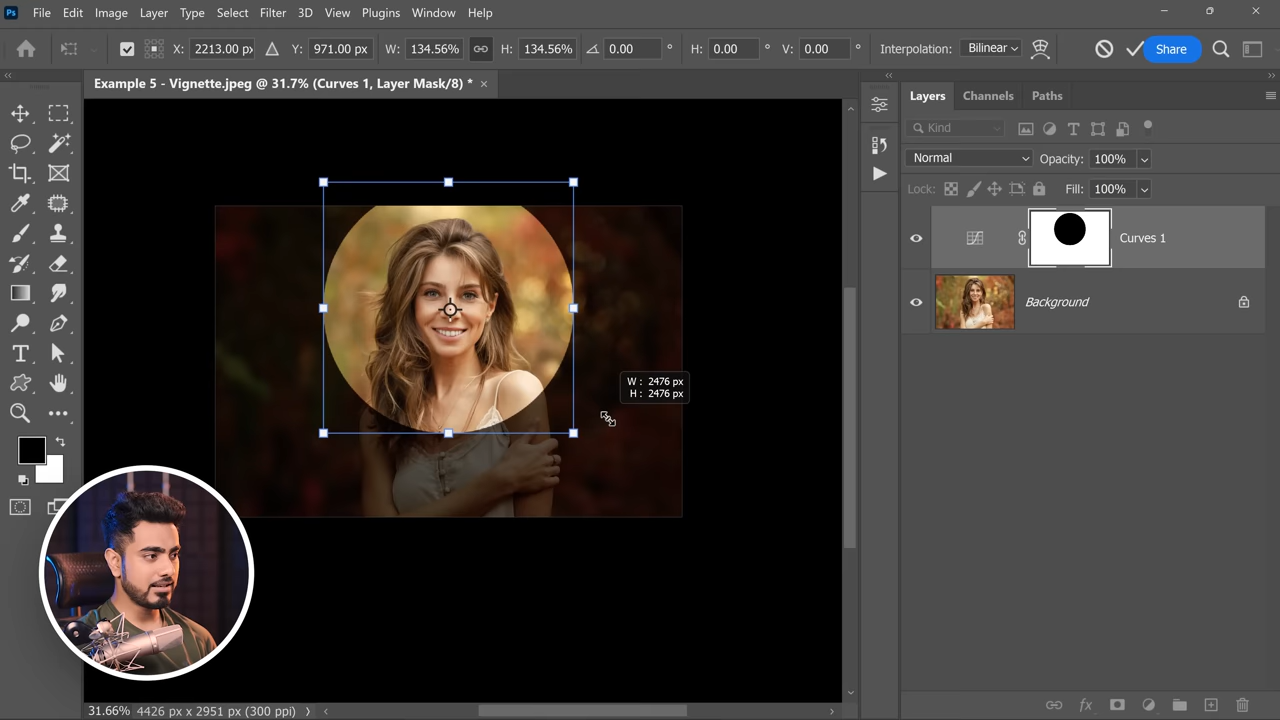 Ps File Edit Image Layer Type Select Filter 3D View Plugins Window Help
X: 2213.00 px Y: 971.00 px W: 134.56% H: 134.56% 0.00 ° H: 0.00 ° V: 0.00 ° Interpolation: Bilinear Share
Example 5 - Vignette.jpeg @ 31.7% (Curves 1, Layer Mask/8) *
Layers Channels Paths
Kind
Normal Opacity: 100%
Lock: Fill: 100%
Curves 1
Background
W : 2476 px
H : 2476 px
31.66% 4426 px x 2951 px (300 ppi)